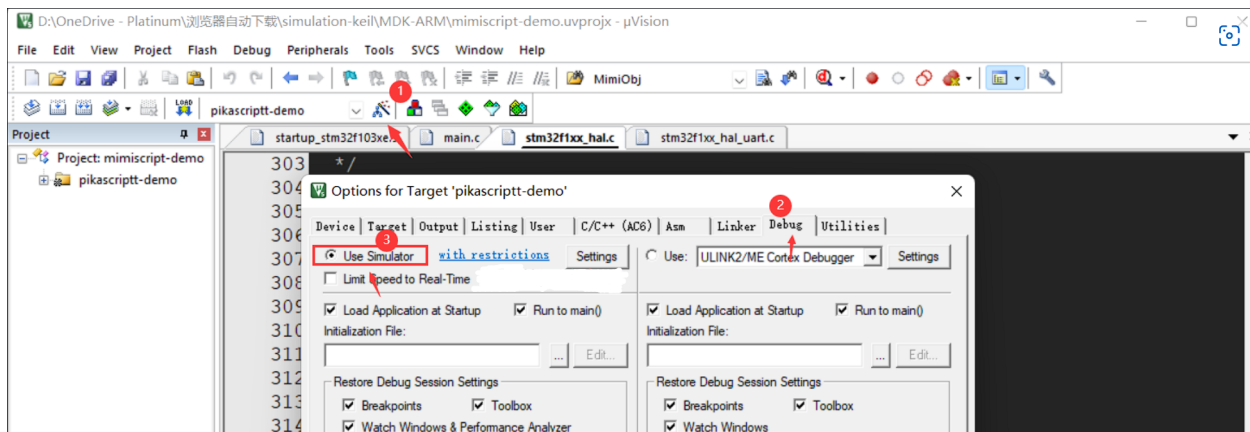 D:\OneDrive - Platinum\浏览器自动下载\simulation-keil\MDK-ARM\mimiscript-demo.uvprojx - µVision
File Edit View Project Flash Debug Peripherals Tools SVCS Window Help
MimiObj
1
LOAD
pikascriptt-demo
Project
startup_stm32f103xe.s main.c stm32f1xx_hal.c stm32f1xx_hal_uart.c
Project: mimiscript-demo
pikascriptt-demo
303 */
304
305
306
307
308
309
310
311
312
313
314
Options for Target 'pikascriptt-demo'
2
Device Target Output Listing User C/C++ (AC6) Asm Linker Debug Utilities
3
Use Simulator with restrictions Settings Use: ULINK2/ME Cortex Debugger Settings
Limit Speed to Real-Time
Load Application at Startup Run to main() Load Application at Startup Run to main()
Initialization File: Initialization File:
... Edit... ... Edit...
Restore Debug Session Settings Restore Debug Session Settings
Breakpoints Toolbox Breakpoints Toolbox
Watch Windows & Performance Analyzer Watch Windows